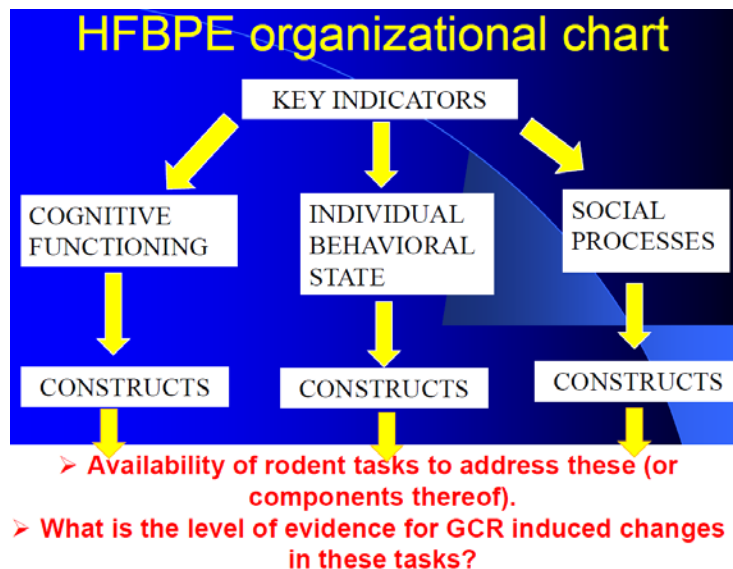 HFBPE organizational chart
KEY INDICATORS
COGNITIVE
FUNCTIONING
INDIVIDUAL
BEHAVIORAL
STATE
SOCIAL
PROCESSES
CONSTRUCTS
CONSTRUCTS
CONSTRUCTS
➢ Availability of rodent tasks to address these (or
components thereof).
➢ What is the level of evidence for GCR induced changes
in these tasks?